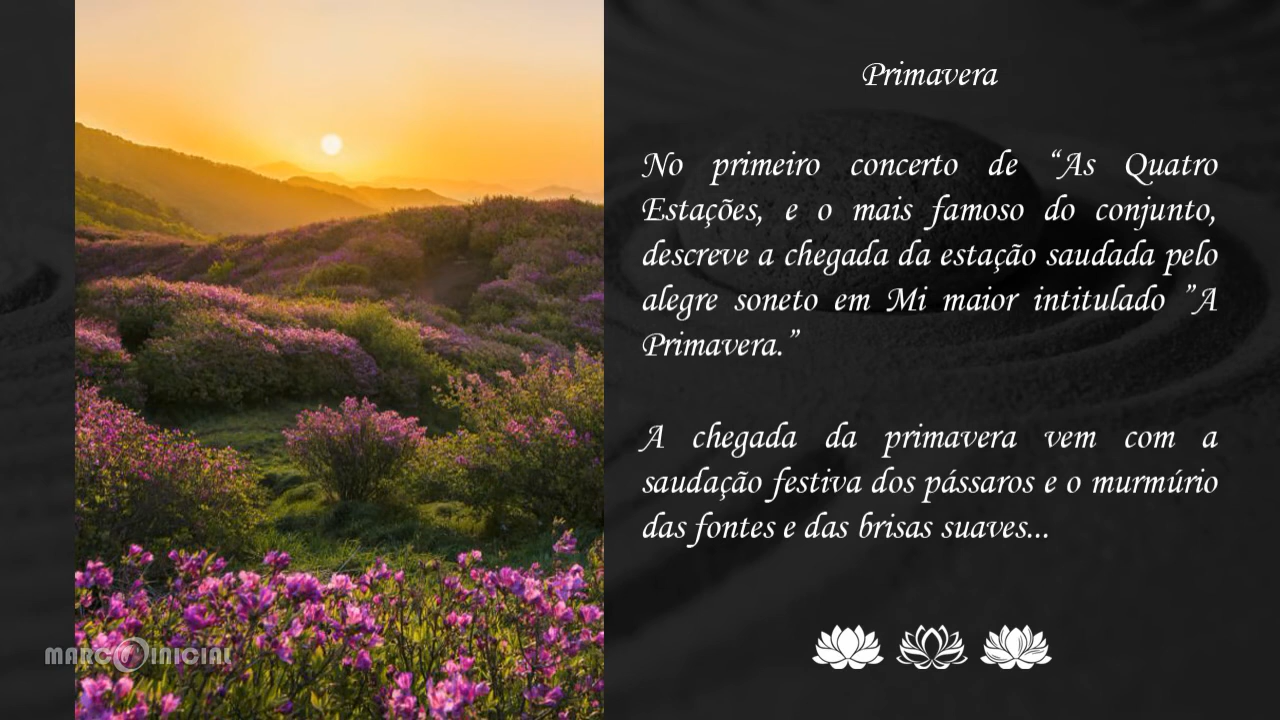 Primavera
No primeiro concerto de “As Quatro
Estações, e o mais famoso do conjunto,
descreve a chegada da estação saudada pelo
alegre soneto em Mi maior intitulado ”A
Primavera.”
A chegada da primavera vem com a
saudação festiva dos pássaros e o murmúrio
das fontes e das brisas suaves...
MARCO INICIAL